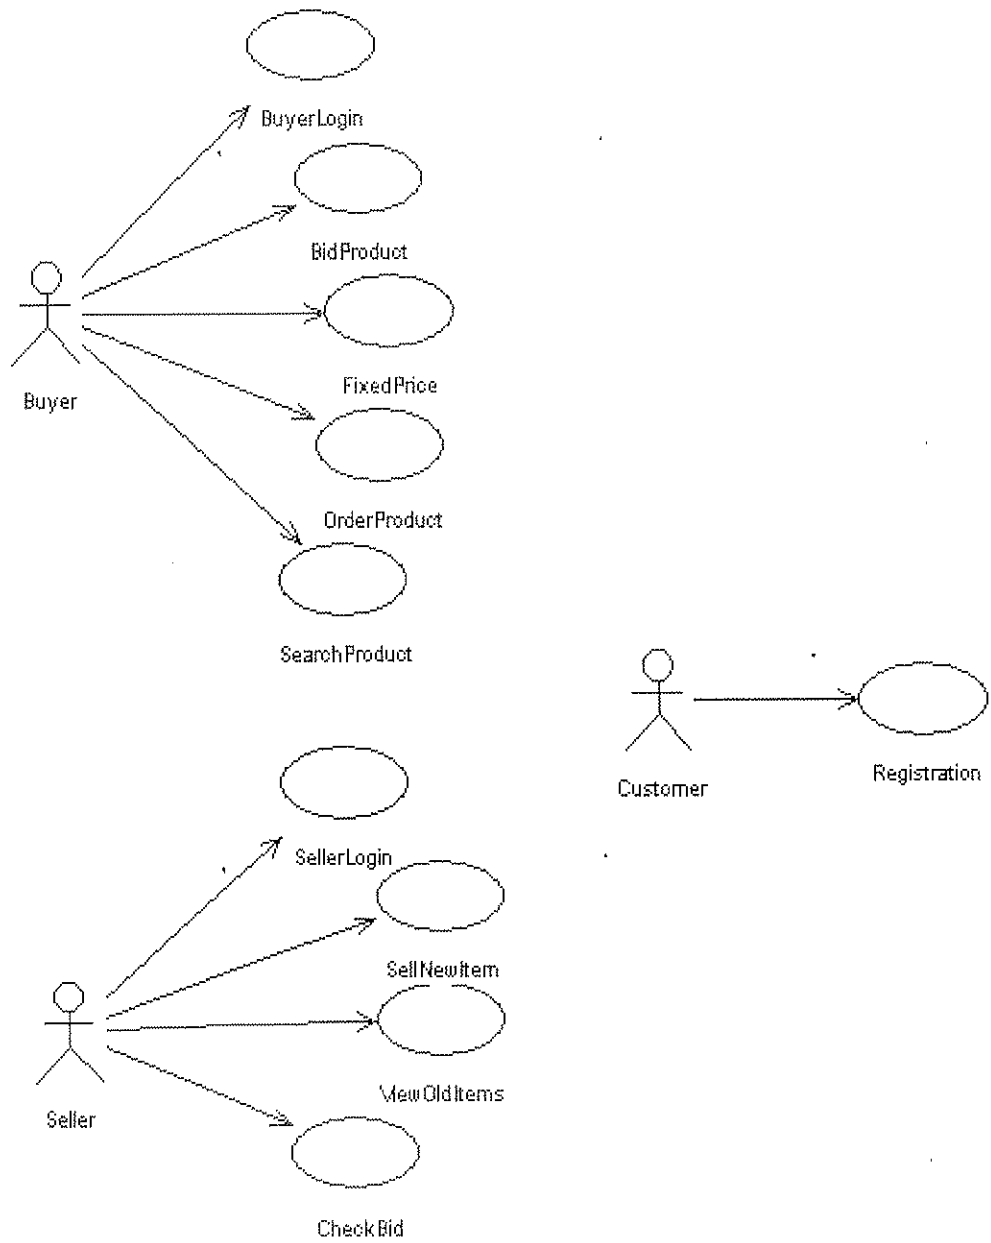 BuyerLogin
BidProduct
FixedPrice
Buyer
OrderProduct
SearchProduct
Customer
Registration
SellerLogin
SellNewItem
ViewOldItems
Seller
CheckBid